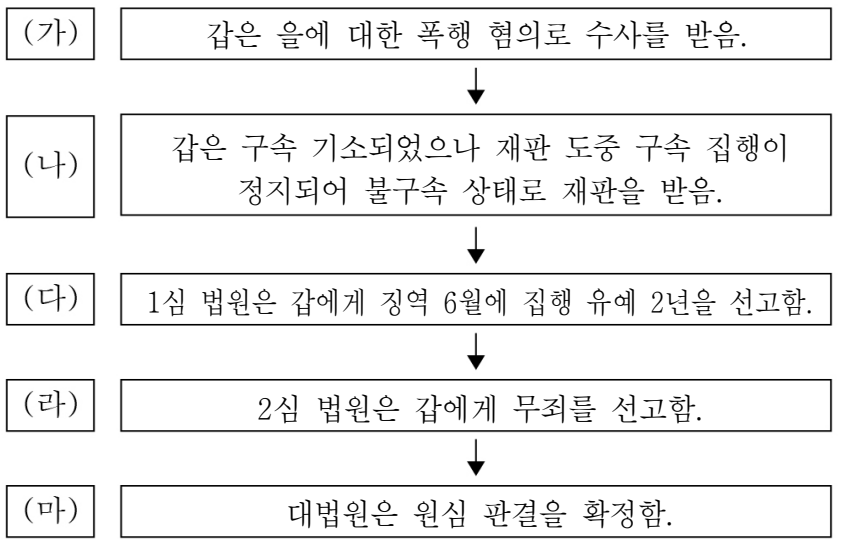 (가) 갑은 을에 대한 폭행 혐의로 수사를 받음.
(나) 갑은 구속 기소되었으나 재판 도중 구속 집행이
정지되어 불구속 상태로 재판을 받음.
(다) 1심 법원은 갑에게 징역 6월에 집행 유예 2년을 선고함.
(라) 2심 법원은 갑에게 무죄를 선고함.
(마) 대법원은 원심 판결을 확정함.